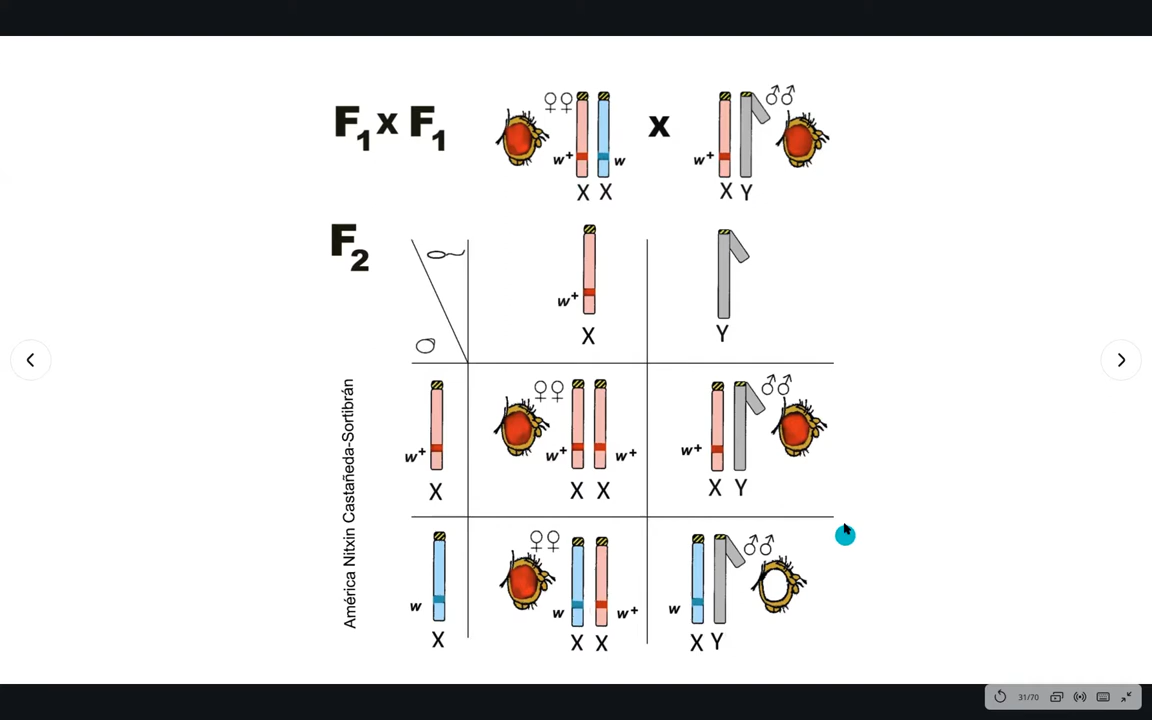 F1 x F1
♀♀ x ♂♂
w+ w w+
X X X Y
F2
w+
X Y
♀♀ ♂♂
w+ w+ w+ w+
X X X X Y
♀♀ ♂♂
w w w+ w
X X X X Y
América Nitxin Castañeda-Sortibrán
31/70